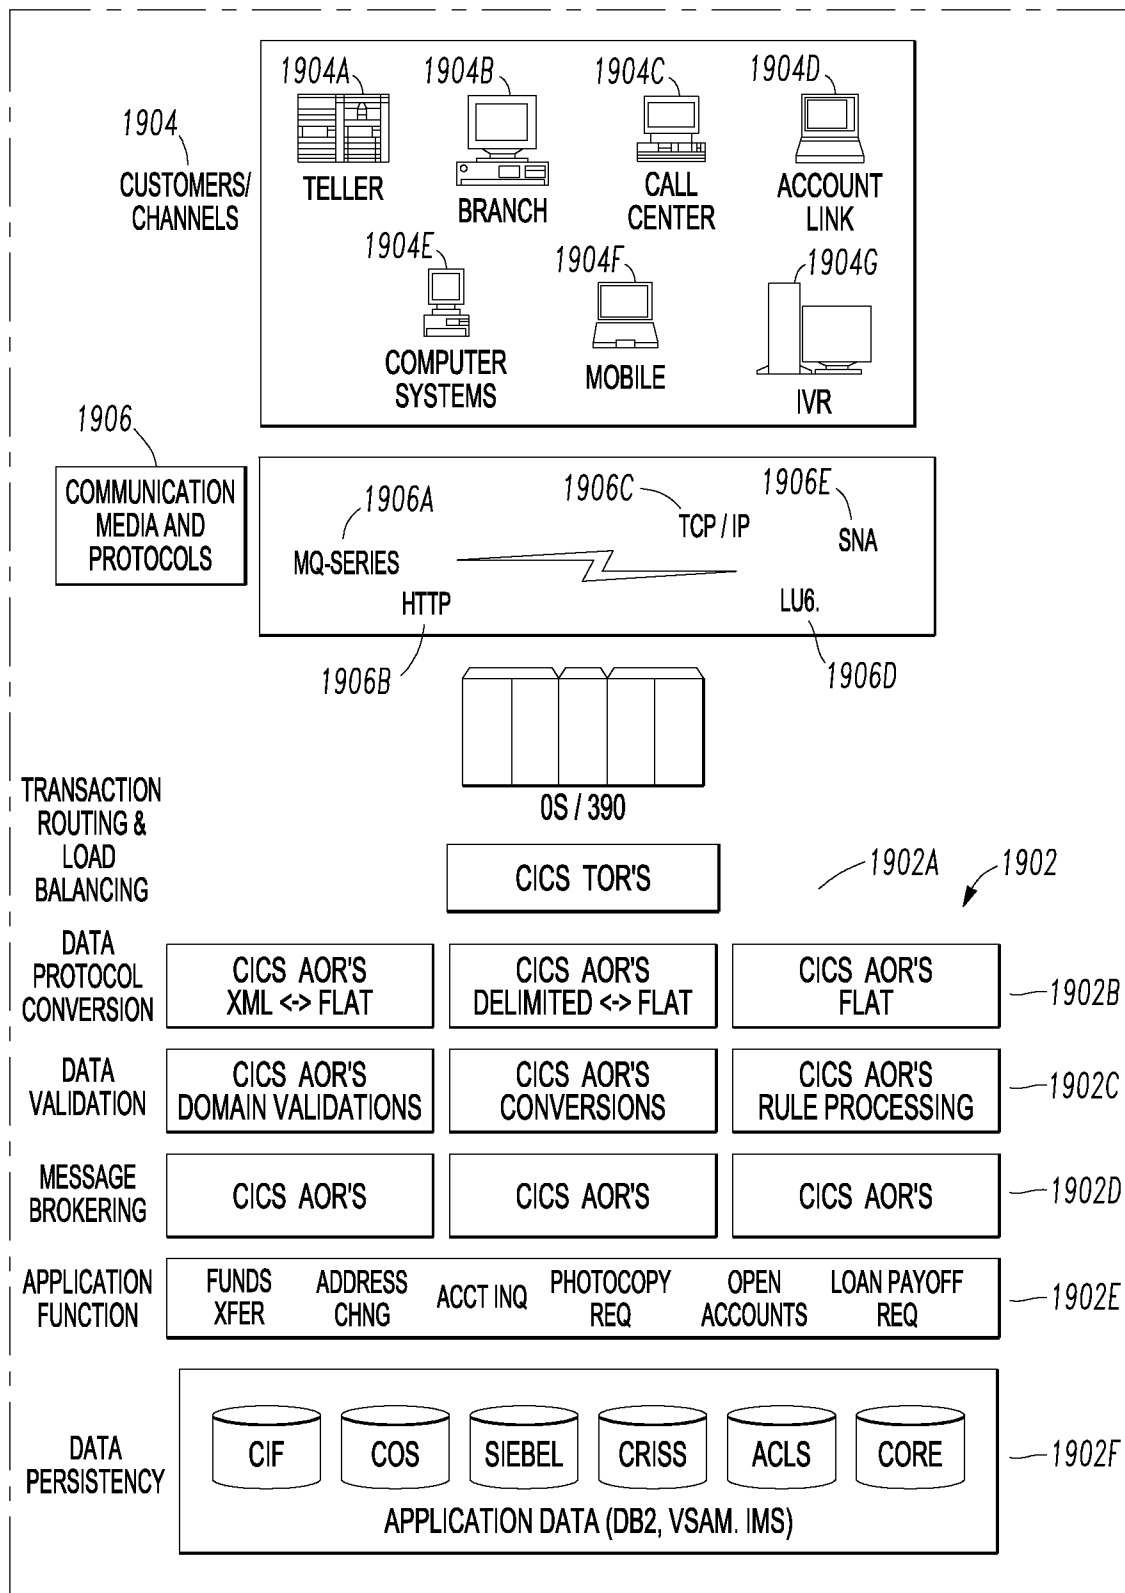 1904A
1904B
1904C
1904D
1904
CUSTOMERS/
CHANNELS
TELLER
BRANCH
CALL
CENTER
ACCOUNT
LINK
1904E
1904F
1904G
COMPUTER
SYSTEMS
MOBILE
IVR
1906
COMMUNICATION
MEDIA AND
PROTOCOLS
1906A
1906C
1906E
MQ-SERIES
TCP / IP
SNA
HTTP
LU6.
1906B
1906D
OS / 390
TRANSACTION
ROUTING &
LOAD
BALANCING
CICS TOR'S
1902A
1902
DATA
PROTOCOL
CONVERSION
CICS AOR'S
XML <-> FLAT
CICS AOR'S
DELIMITED <-> FLAT
CICS AOR'S
FLAT
1902B
DATA
VALIDATION
CICS AOR'S
DOMAIN VALIDATIONS
CICS AOR'S
CONVERSIONS
CICS AOR'S
RULE PROCESSING
1902C
MESSAGE
BROKERING
CICS AOR'S
CICS AOR'S
CICS AOR'S
1902D
APPLICATION
FUNCTION
FUNDS
XFER
ADDRESS
CHNG
ACCT INQ
PHOTOCOPY
REQ
OPEN
ACCOUNTS
LOAN PAYOFF
REQ
1902E
DATA
PERSISTENCY
CIF
COS
SIEBEL
CRISS
ACLS
CORE
1902F
APPLICATION DATA (DB2, VSAM. IMS)